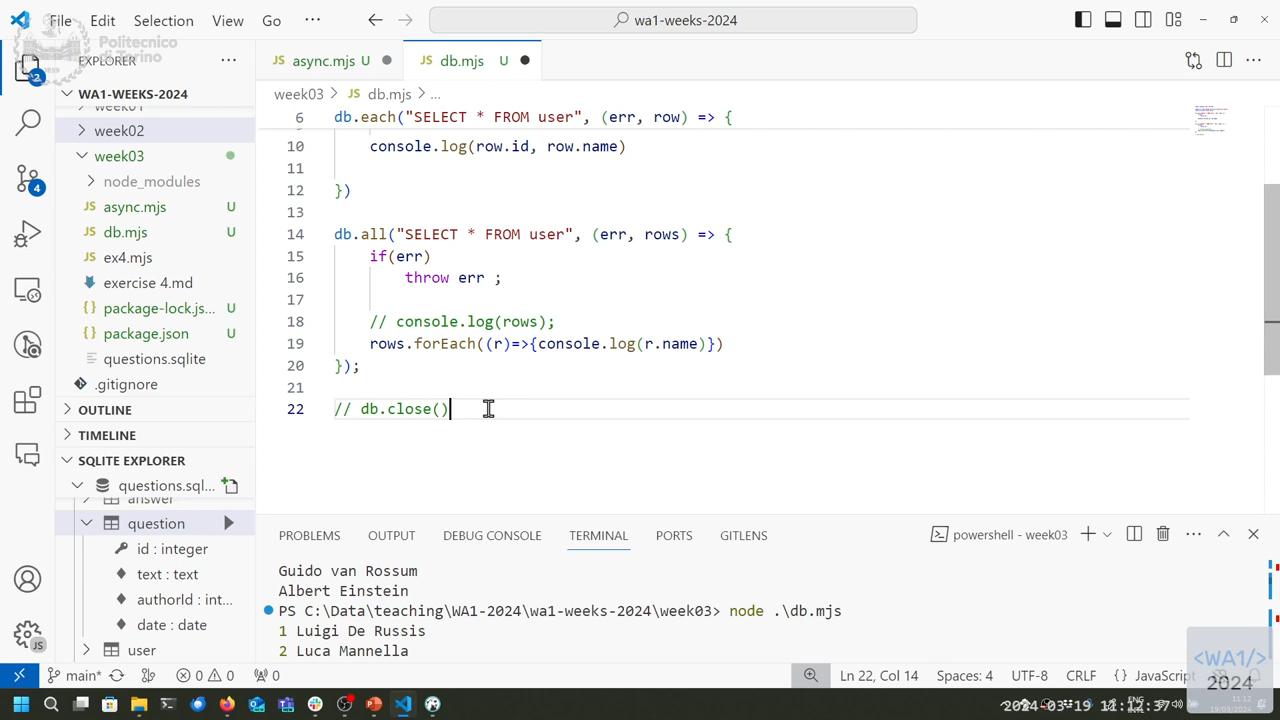 File Edit Selection View Go ··· wa1-weeks-2024
Politecnico
di Torino
EXPLORER ···
JS async.mjs U
JS db.mjs U
WA1-WEEKS-2024
week03 > JS db.mjs > ...
week01
week02
week03
node_modules
JS async.mjs U
JS db.mjs U
JS ex4.mjs
exercise 4.md
{} package-lock.js... U
{} package.json U
questions.sqlite
.gitignore
OUTLINE
TIMELINE
SQLITE EXPLORER
questions.sql...
answer
question
id : integer
text : text
authorId : int...
date : date
user
2
4
6 db.each("SELECT * FROM user", (err, row) => {
10 console.log(row.id, row.name)
11
12 })
13
14 db.all("SELECT * FROM user", (err, rows) => {
15 if(err)
16 throw err ;
17
18 // console.log(rows);
19 rows.forEach((r)=>{console.log(r.name)})
20 });
21
22 // db.close()
PROBLEMS OUTPUT DEBUG CONSOLE TERMINAL PORTS GITLENS
powershell - week03
Guido van Rossum
Albert Einstein
PS C:\Data\teaching\WA1-2024\wa1-weeks-2024\week03> node .\db.mjs
1 Luigi De Russis
2 Luca Mannella
JS
main* 0 0 0 Ln 22, Col 14 Spaces: 4 UTF-8 CRLF {} JavaScript
<WA1/>
2024